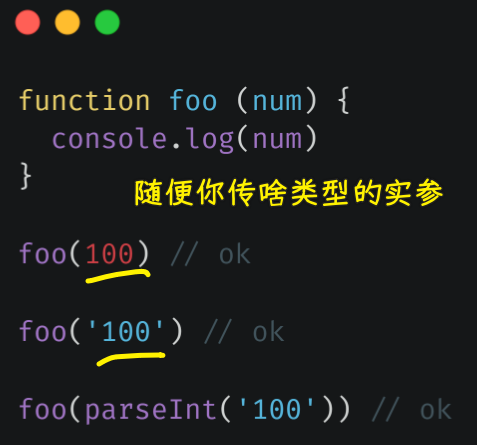 function foo (num) {
  console.log(num)
}
随便你传啥类型的实参
foo(100) // ok
foo('100') // ok
foo(parseInt('100')) // ok